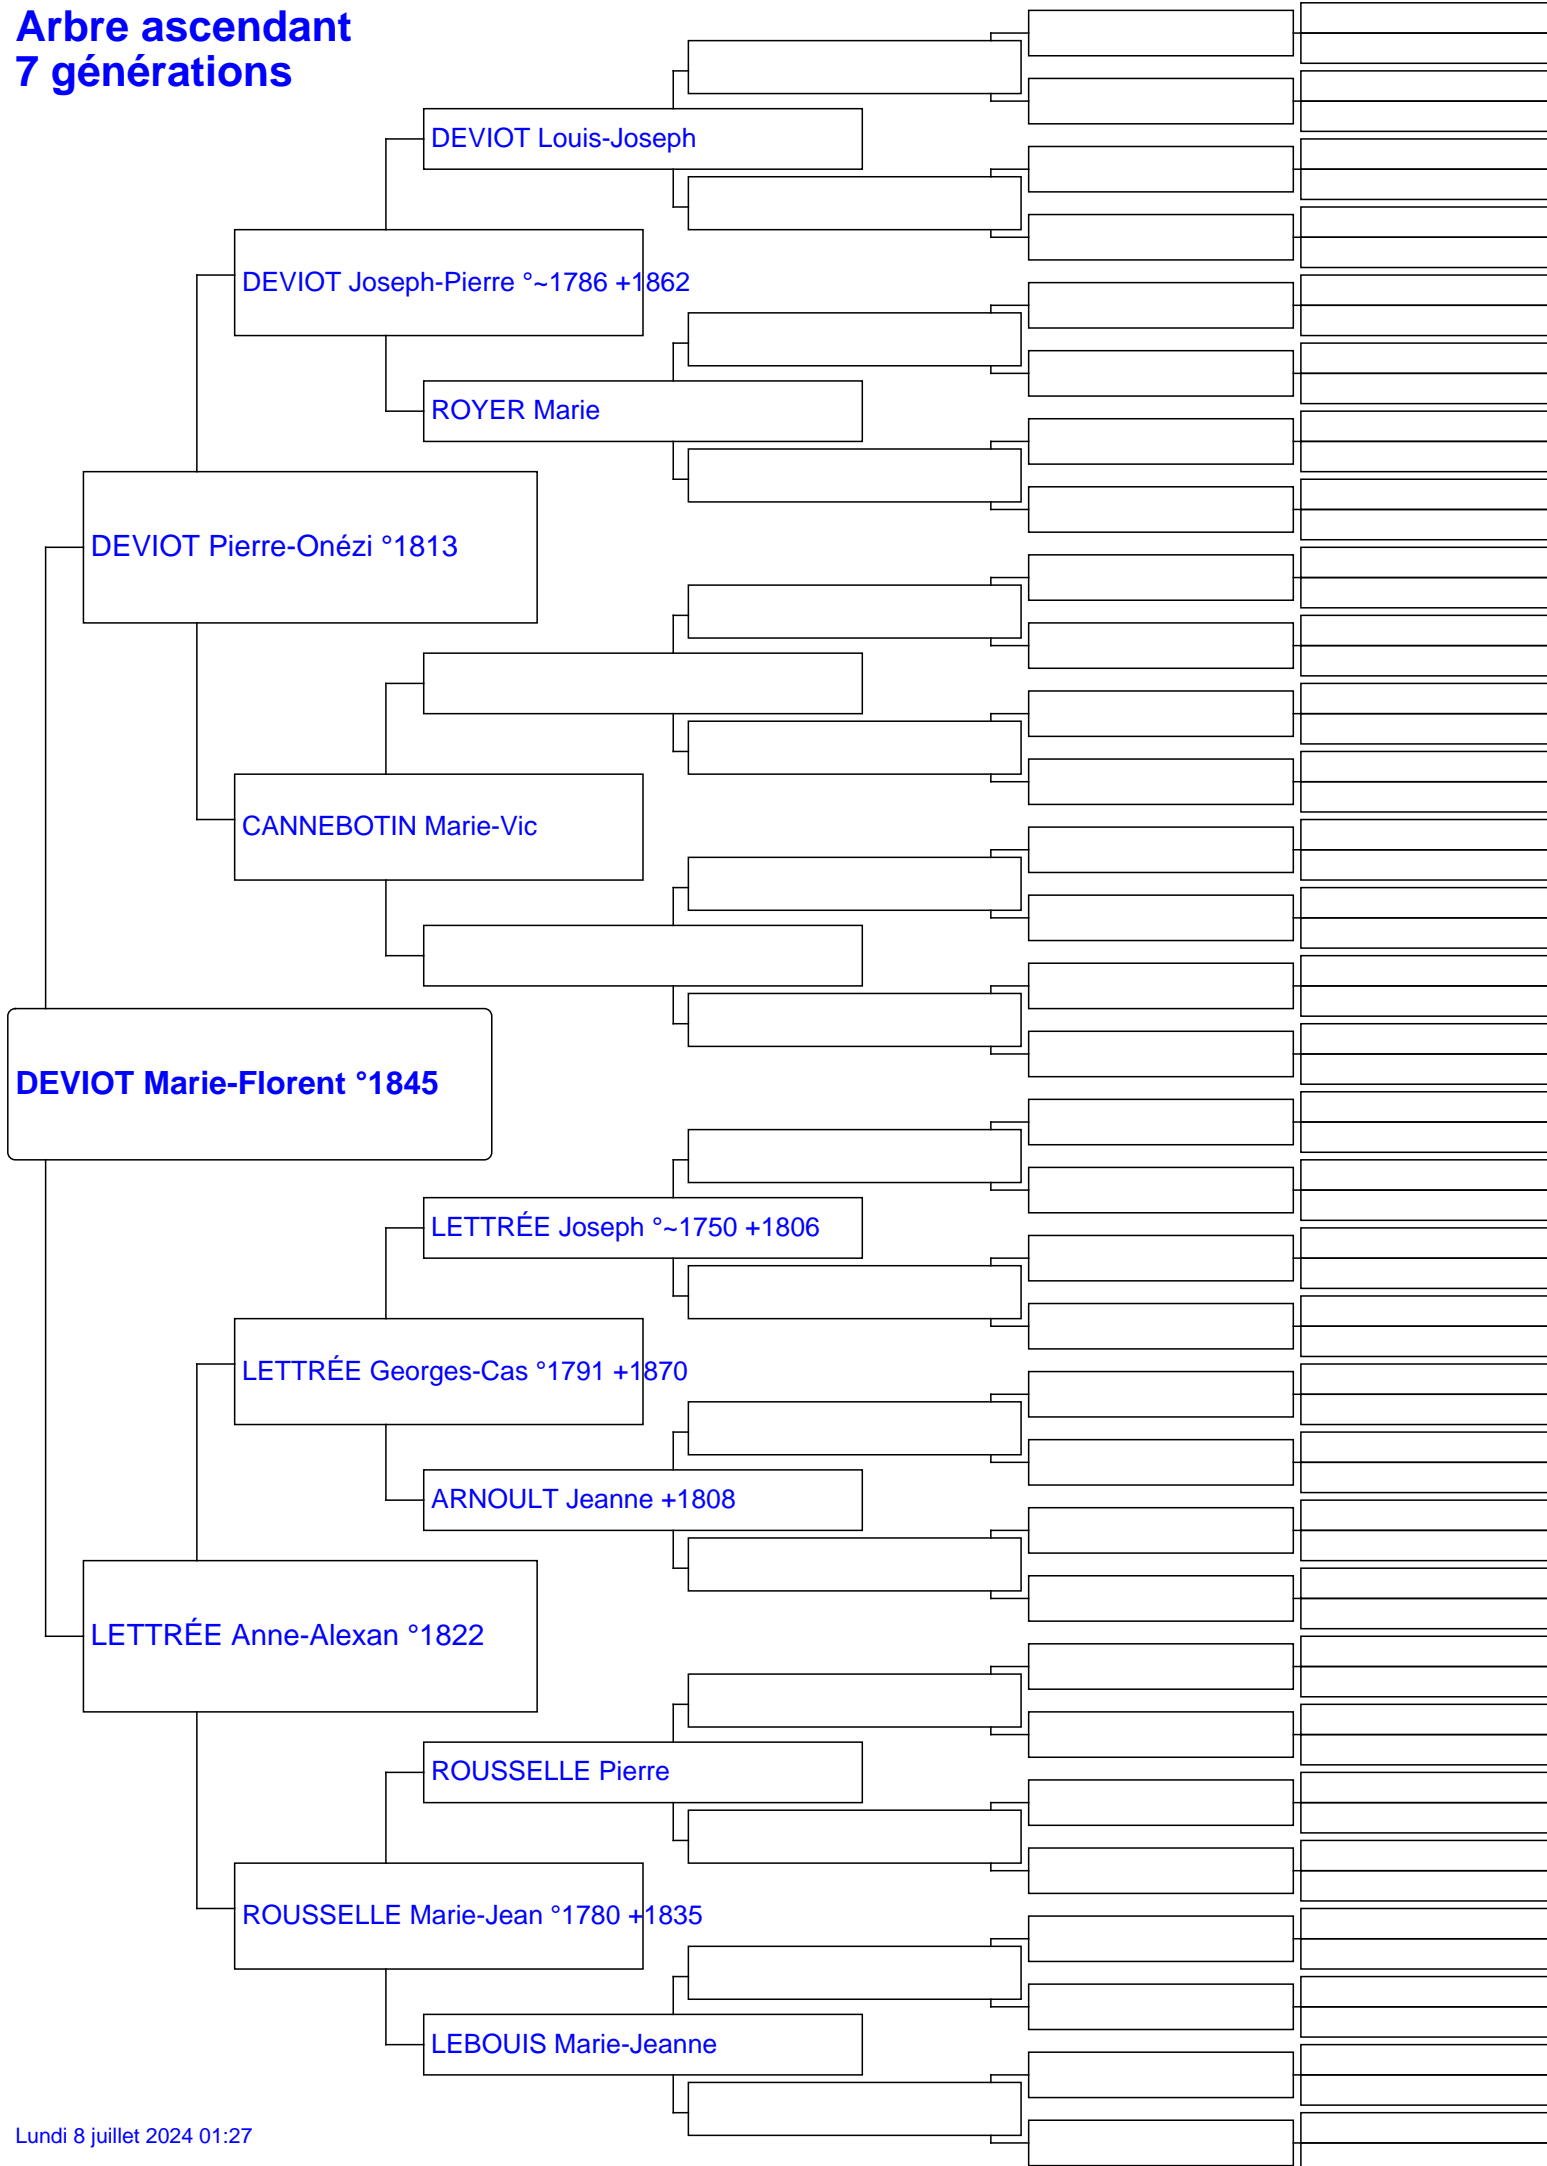 Arbre ascendant
7 générations
DEVIOT Louis-Joseph
DEVIOT Joseph-Pierre °~1786 +1862
ROYER Marie
DEVIOT Pierre-Onézi °1813
CANNEBOTIN Marie-Vic
DEVIOT Marie-Florent °1845
LETTRÉE Joseph °~1750 +1806
LETTRÉE Georges-Cas °1791 +1870
ARNOULT Jeanne +1808
LETTRÉE Anne-Alexan °1822
ROUSSELLE Pierre
ROUSSELLE Marie-Jean °1780 +1835
LEBOUIS Marie-Jeanne
Lundi 8 juillet 2024 01:27